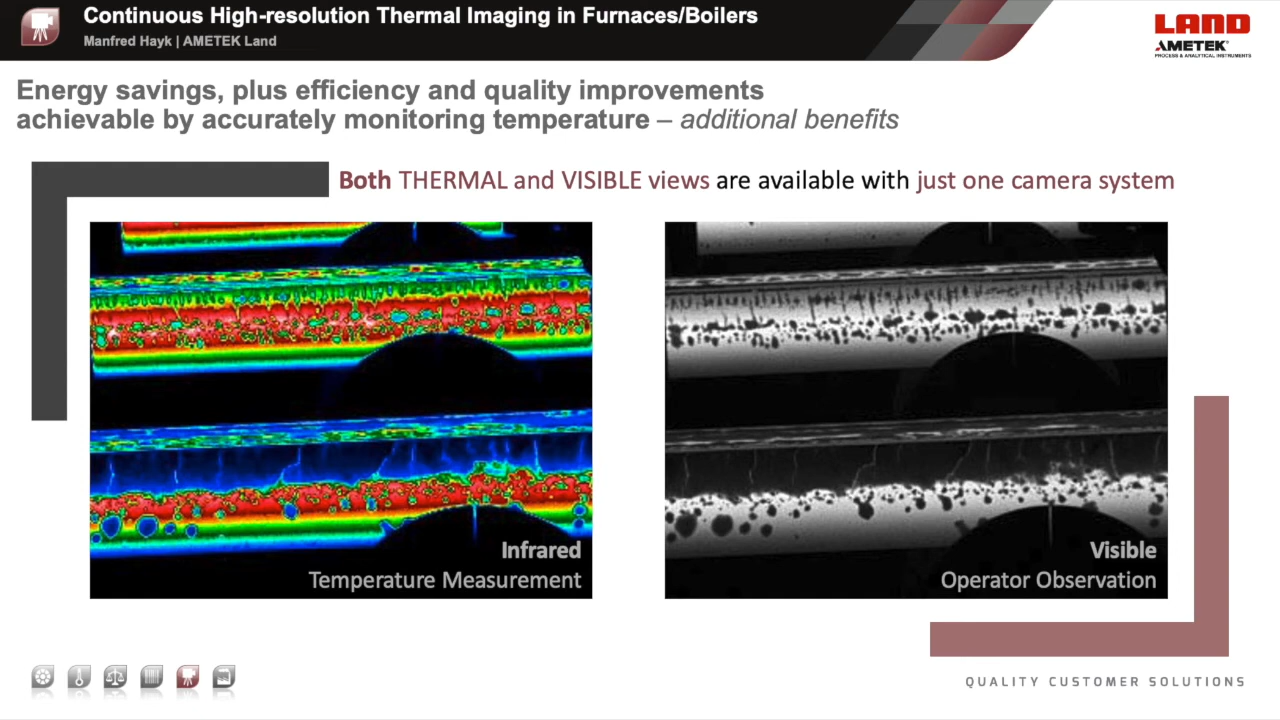 Continuous High-resolution Thermal Imaging in Furnaces/Boilers
Manfred Hayk | AMETEK Land
LAND
AMETEK
PROCESS & ANALYTICAL INSTRUMENTS
Energy savings, plus efficiency and quality improvements
achievable by accurately monitoring temperature – additional benefits
Both THERMAL and VISIBLE views are available with just one camera system
Infrared
Temperature Measurement
Visible
Operator Observation
QUALITY CUSTOMER SOLUTIONS